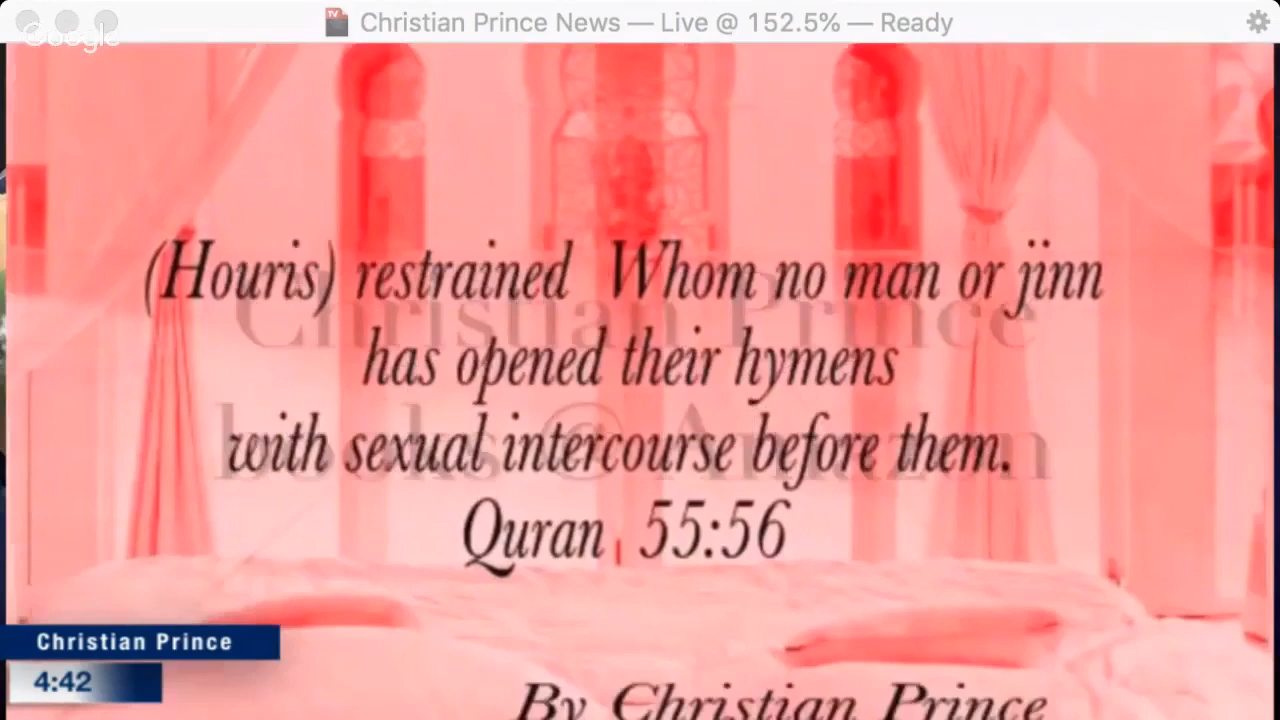 Google
Christian Prince News — Live @ 152.5% — Ready
(Houris) restrained Whom no man or jinn
has opened their hymens
with sexual intercourse before them.
Quran 55:56
Christian Prince
books @ Amazon
Christian Prince
4:42
By Christian Prince